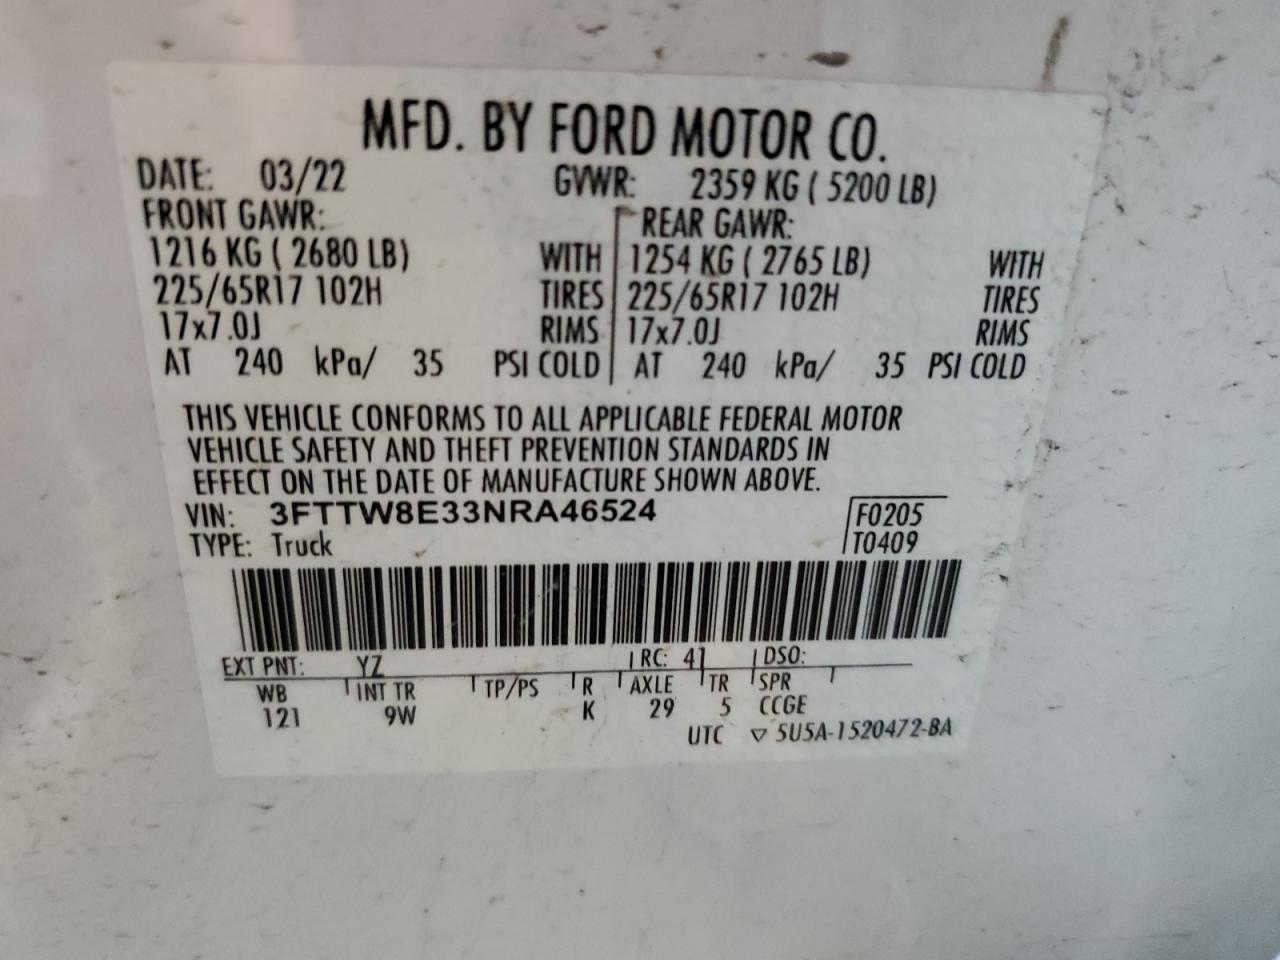 MFD. BY FORD MOTOR CO.
DATE: 03/22 GVWR: 2359 KG ( 5200 LB)
FRONT GAWR: REAR GAWR:
1216 KG ( 2680 LB) WITH 1254 KG ( 2765 LB) WITH
225/65R17 102H TIRES 225/65R17 102H TIRES
17x7.0J RIMS 17x7.0J RIMS
AT 240 kPa/ 35 PSI COLD AT 240 kPa/ 35 PSI COLD
THIS VEHICLE CONFORMS TO ALL APPLICABLE FEDERAL MOTOR
VEHICLE SAFETY AND THEFT PREVENTION STANDARDS IN
EFFECT ON THE DATE OF MANUFACTURE SHOWN ABOVE.
VIN: 3FTTW8E33NRA46524 F0205
TYPE: Truck T0409
EXT PNT: YZ RC: 41 DSO:
WB INT TR TP/PS R AXLE TR SPR
121 9W K 29 5 CCGE
UTC ▽ 5U5A-1520472-BA